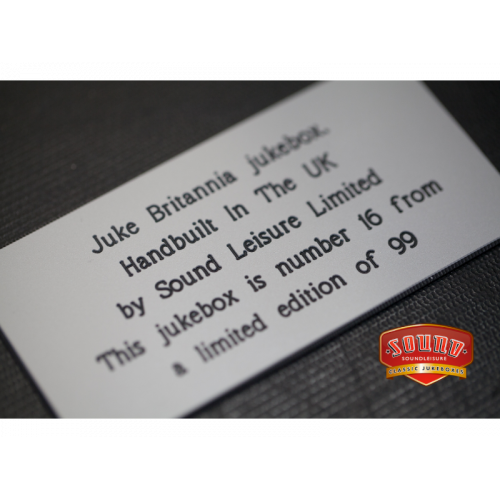 Juke Britannia jukebox.
Handbuilt In The UK
by Sound Leisure Limited
This jukebox is number 16 from
a limited edition of 99
SOUND
SOUNDLEISURE
CLASSIC JUKEBOXES